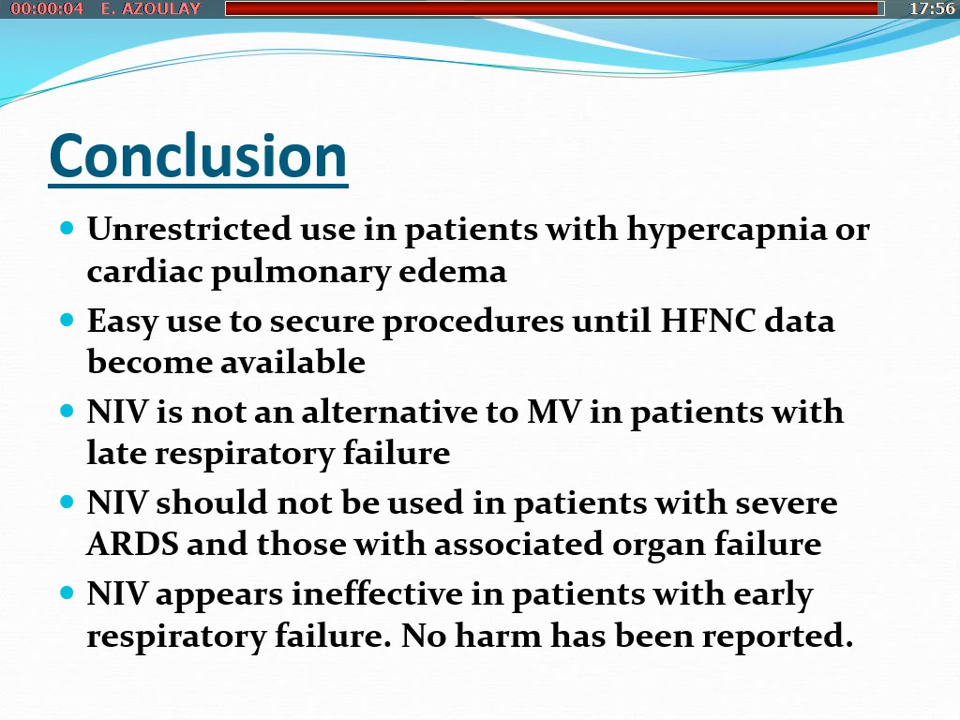 00:00:04 E. AZOULAY 17:56
Conclusion
• Unrestricted use in patients with hypercapnia or
cardiac pulmonary edema
• Easy use to secure procedures until HFNC data
become available
• NIV is not an alternative to MV in patients with
late respiratory failure
• NIV should not be used in patients with severe
ARDS and those with associated organ failure
• NIV appears ineffective in patients with early
respiratory failure. No harm has been reported.